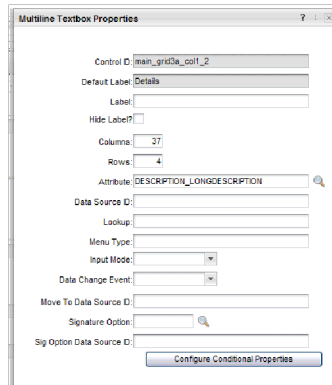 Multiline Textbox Properties ?
Control ID: main_grid3a_col1_2
Default Label: Details
Label:
Hide Label?
Columns: 37
Rows: 4
Attribute: DESCRIPTION_LONGDESCRIPTION
Data Source ID:
Lookup:
Menu Type:
Input Mode:
Data Change Event:
Move To Data Source ID:
Signature Option:
Sig Option Data Source ID:
Configure Conditional Properties